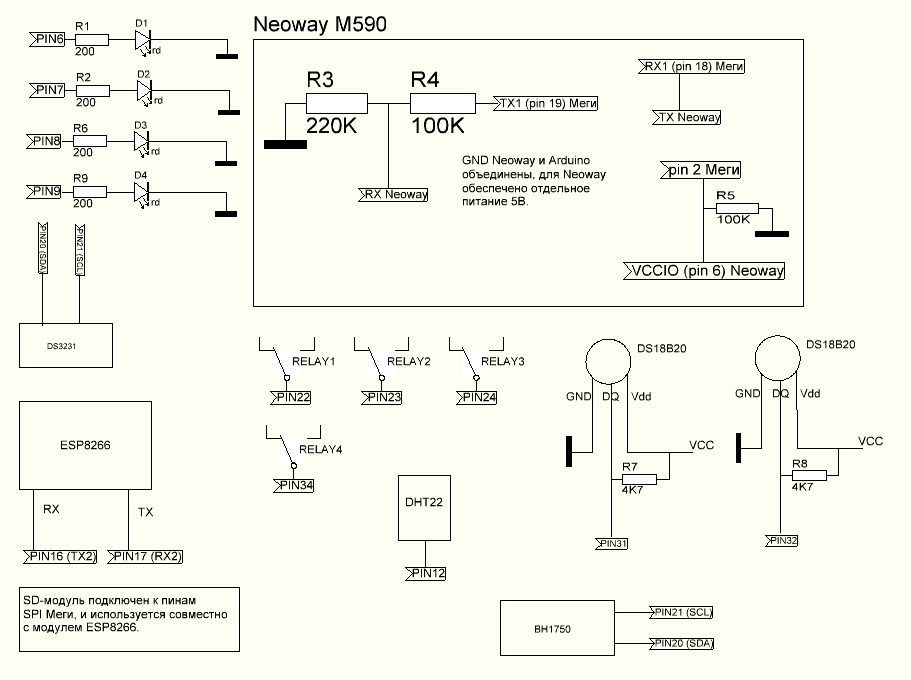 Neoway M590
PIN6
R1
200
D1
rd
PIN7
R2
200
D2
rd
PIN8
R6
200
D3
rd
PIN9
R9
200
D4
rd
R3
220K
R4
100K
TX1 (pin 19) Меги
RX Neoway
GND Neoway и Arduino
объединены, для Neoway
обеспечено отдельное
питание 5В.
RX1 (pin 18) Меги
TX Neoway
pin 2 Меги
R5
100K
VCCIO (pin 6) Neoway
PIN20 (SDA)
PIN21 (SCL)
DS3231
RELAY1
PIN22
RELAY2
PIN23
RELAY3
PIN24
RELAY4
PIN34
DS18B20
GND DQ Vdd
VCC
R7
4K7
PIN31
DS18B20
GND DQ Vdd
VCC
R8
4K7
PIN32
ESP8266
RX
TX
PIN16 (TX2)
PIN17 (RX2)
DHT22
PIN12
SD-модуль подключен к пинам
SPI Меги, и используется совместно
с модулем ESP8266.
BH1750
PIN21 (SCL)
PIN20 (SDA)